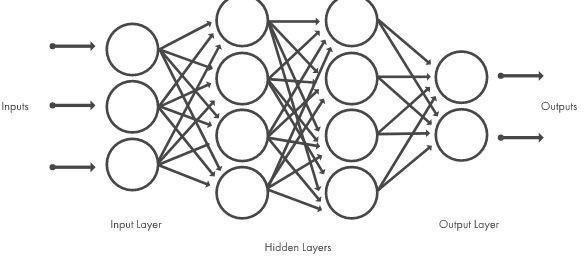 Inputs
Outputs
Input Layer
Output Layer
Hidden Layers